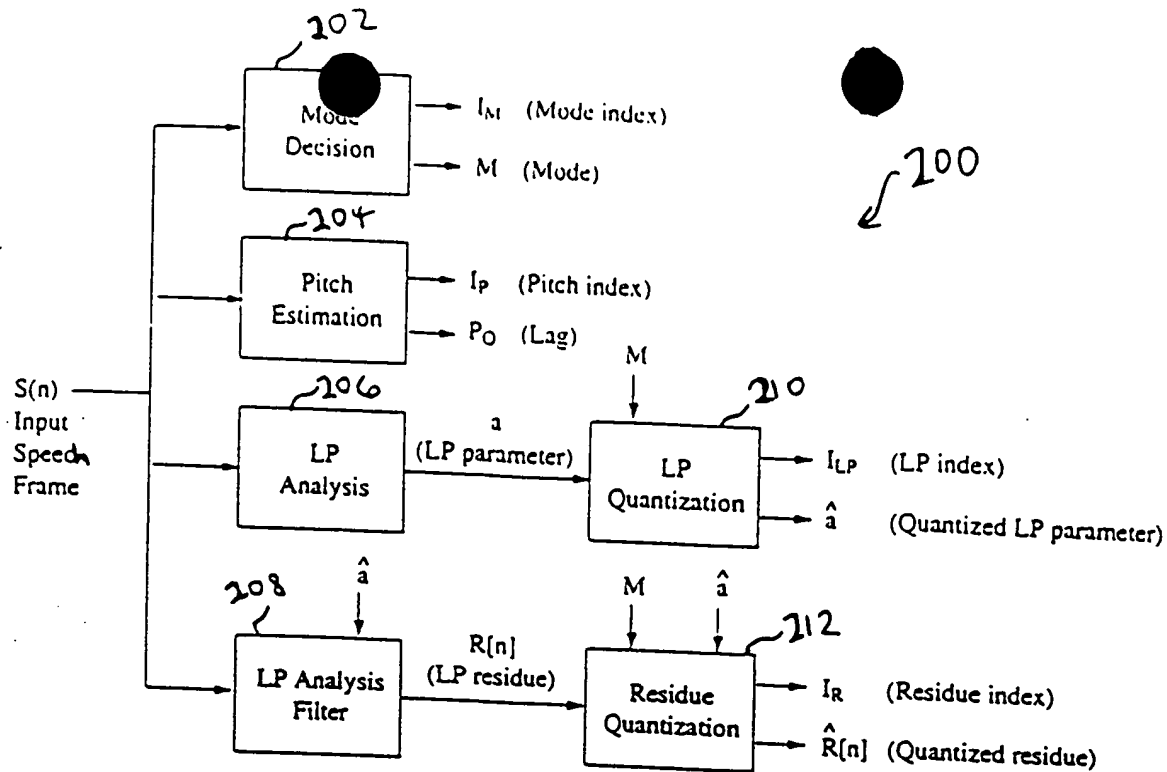 202
Mode
Decision
I_M (Mode index)
M (Mode)
200
204
Pitch
Estimation
I_P (Pitch index)
P_O (Lag)
S(n)
Input
Speech
Frame
206
LP
Analysis
a
(LP parameter)
M
210
LP
Quantization
I_LP (LP index)
â (Quantized LP parameter)
208
â
LP Analysis
Filter
R[n]
(LP residue)
M
â
212
Residue
Quantization
I_R (Residue index)
R̂[n] (Quantized residue)